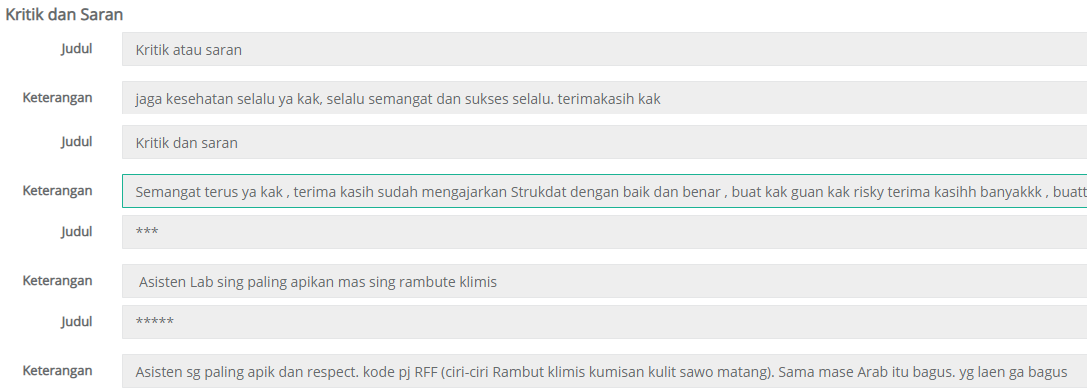 Kritik dan Saran
Judul Kritik atau saran
Keterangan jaga kesehatan selalu ya kak, selalu semangat dan sukses selalu. terimakasih kak
Judul Kritik dan saran
Keterangan Semangat terus ya kak , terima kasih sudah mengajarkan Strukdat dengan baik dan benar , buat kak guan kak risky terima kasihh banyakkk , buatt
Judul ***
Keterangan Asisten Lab sing paling apikan mas sing rambute klimis
Judul *****
Keterangan Asisten sg paling apik dan respect. kode pj RFF (ciri-ciri Rambut klimis kumisan kulit sawo matang). Sama mase Arab itu bagus. yg laen ga bagus